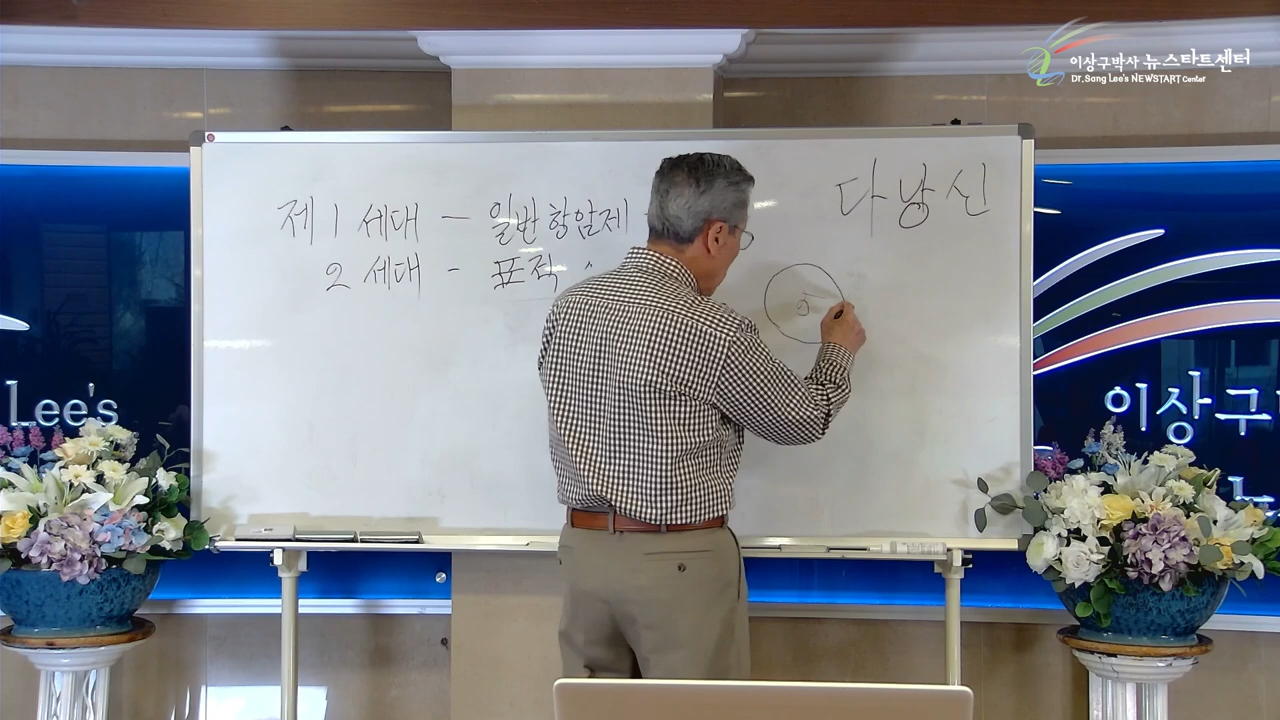 이상구박사 뉴스타트센터
Dr. Sang Lee's NEWSTART Center
제 1 세대 - 일반항암제
2 세대 - 표적
다낭신
Lee's
이상구